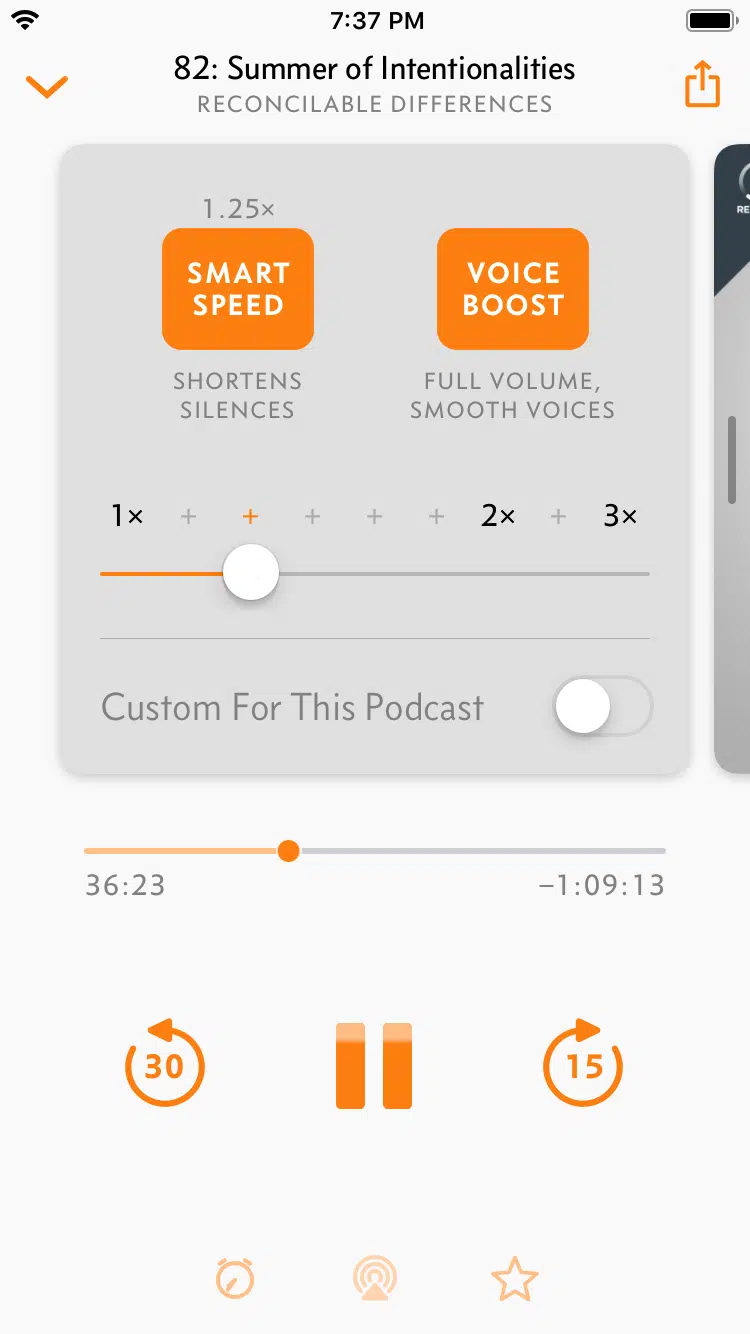 7:37 PM
82: Summer of Intentionalities
RECONCILABLE DIFFERENCES
1.25×
SMART
SPEED
VOICE
BOOST
SHORTENS
SILENCES
FULL VOLUME,
SMOOTH VOICES
1× + + + + + 2× + 3×
Custom For This Podcast
36:23
−1:09:13
30
15